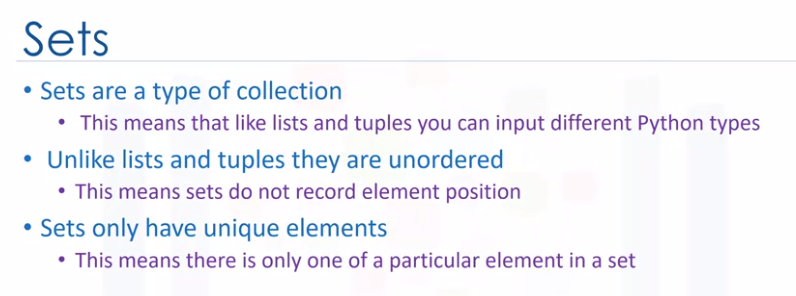 Sets
• Sets are a type of collection
• This means that like lists and tuples you can input different Python types
• Unlike lists and tuples they are unordered
• This means sets do not record element position
• Sets only have unique elements
• This means there is only one of a particular element in a set